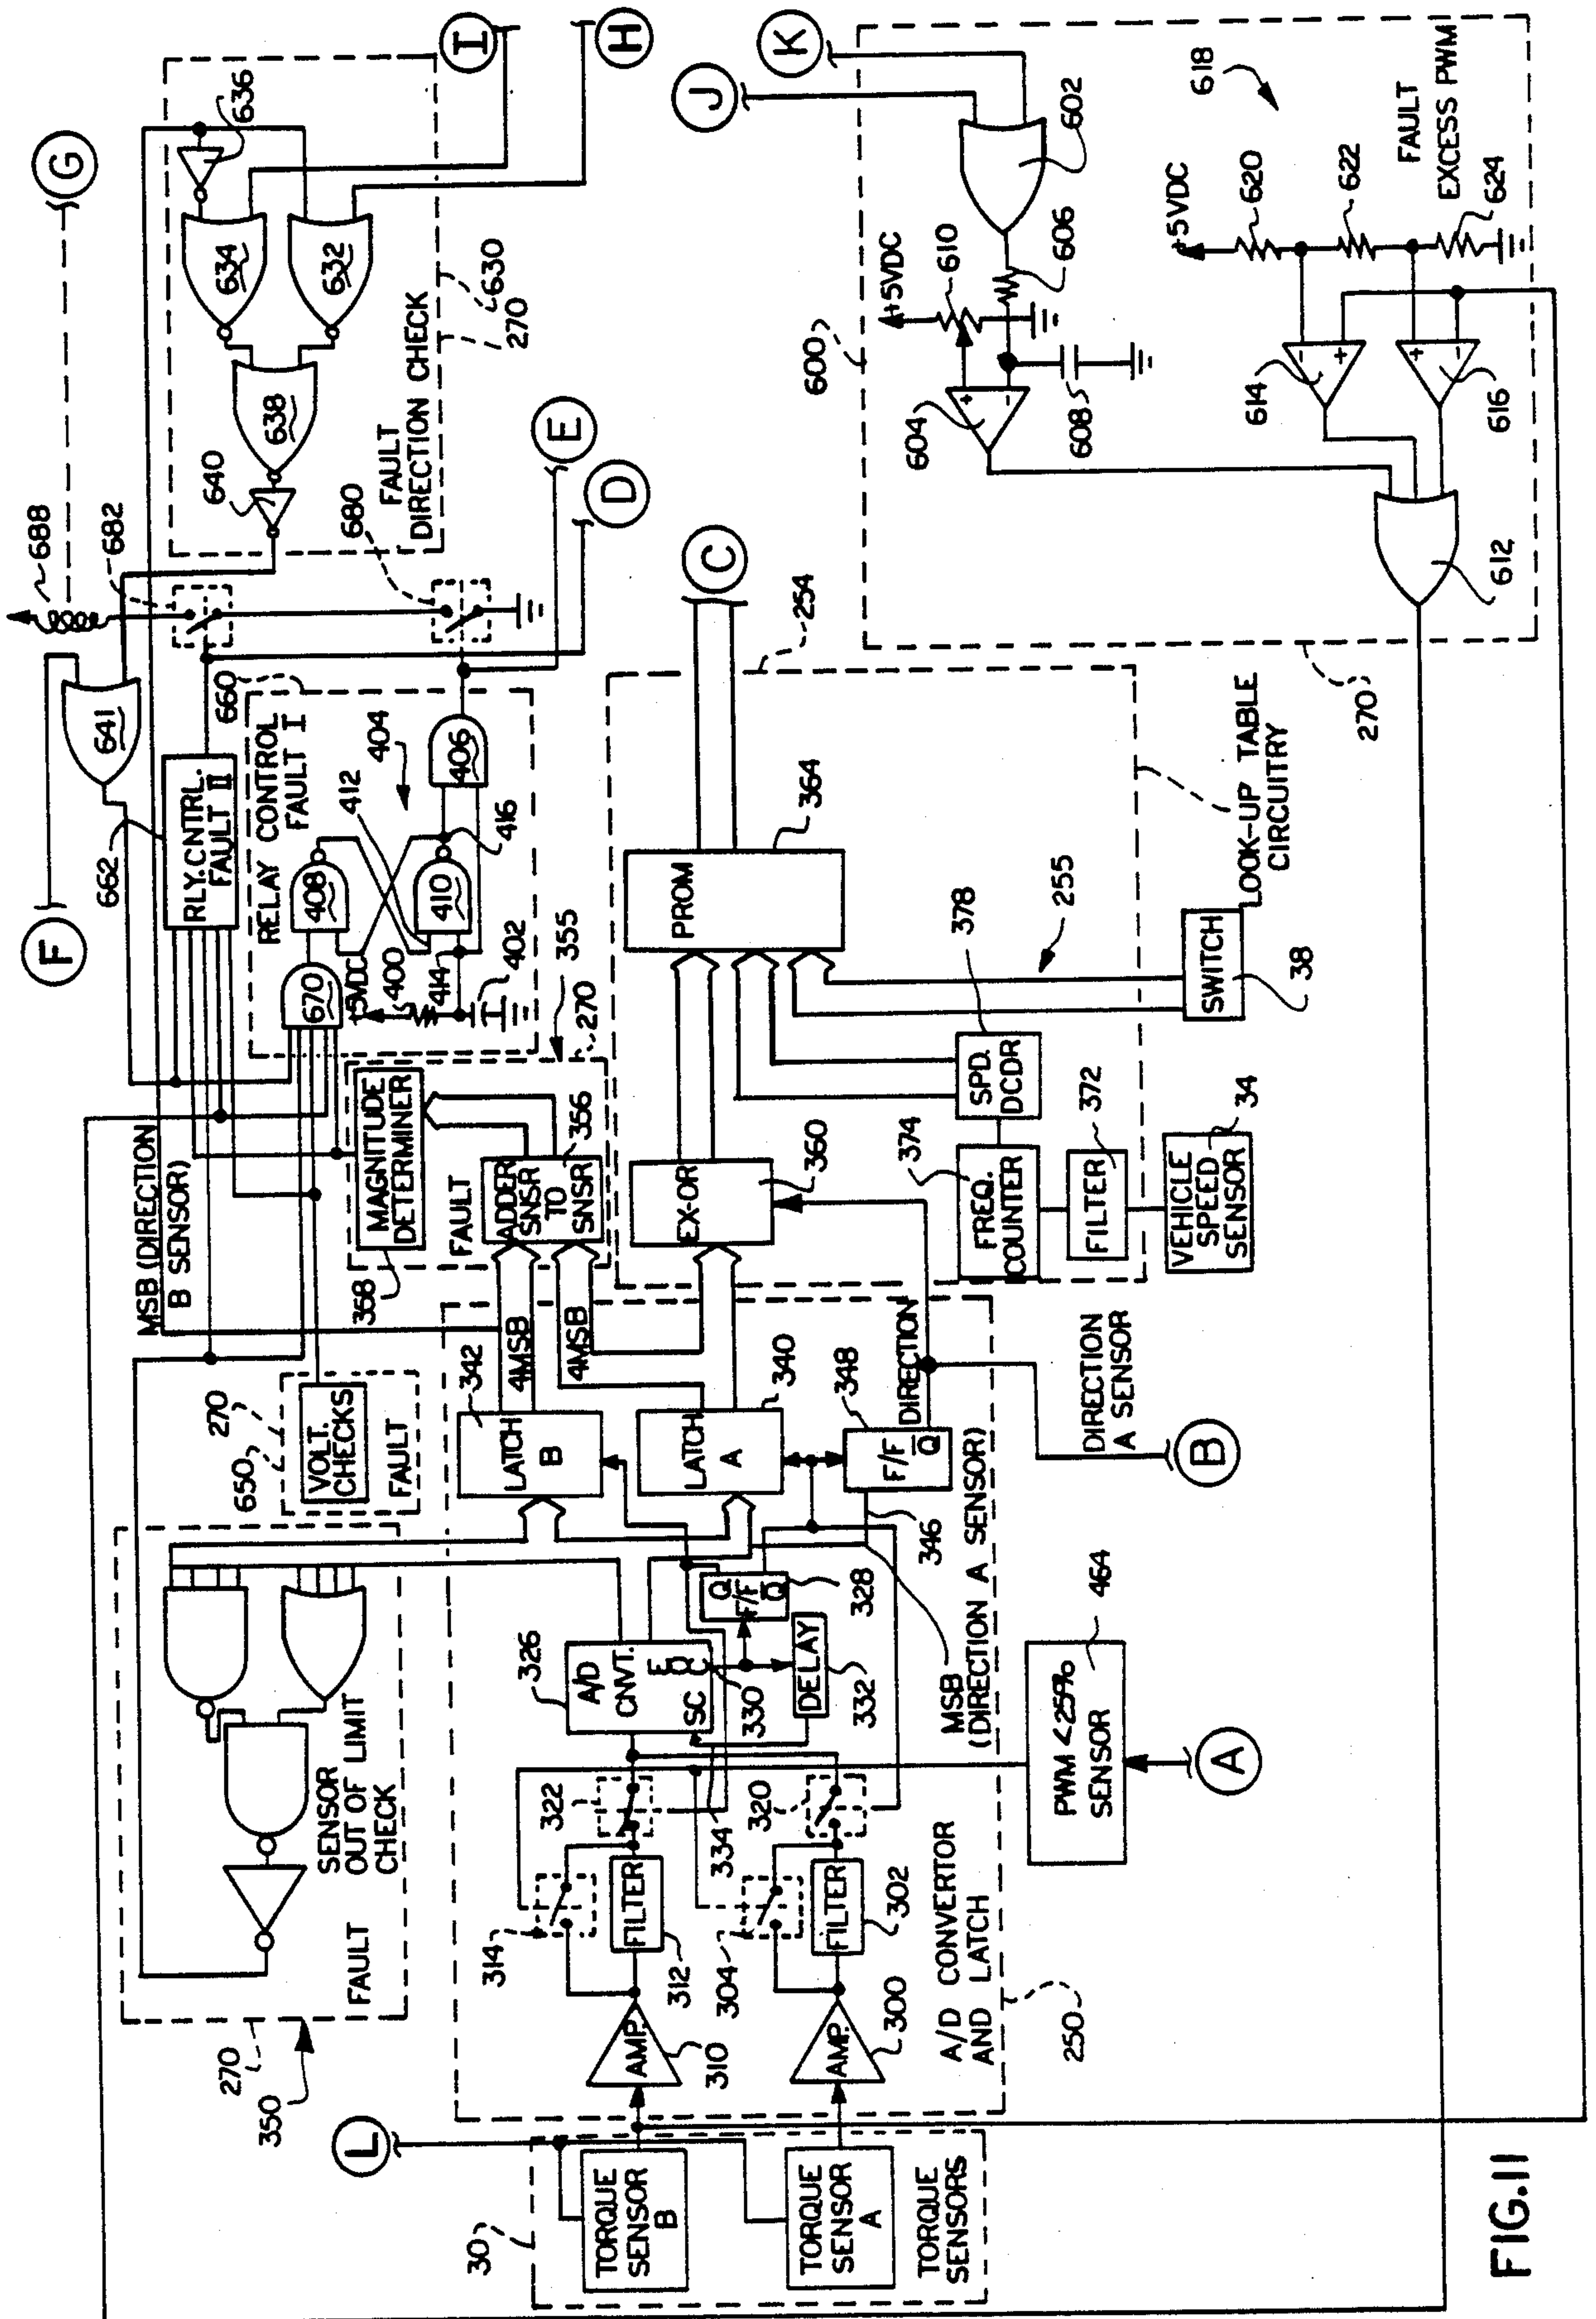 G
688
682
636
634
632
638
640
FAULT
DIRECTION CHECK
630
270
I
H
J
K
E
D
C
F
641
662
RLY. CNTRL.
FAULT II
660
RELAY CONTROL
FAULT I
670
408
410
406
404
412
416
414
400
402
+5VDC
680
MSB (DIRECTION
B SENSOR)
355
270
MAGNITUDE
DETERMINER
368
FAULT
ADDER
SNSR
TO
SNSR
366
650
270
VOLT.
CHECKS
FAULT
SENSOR
OUT OF LIMIT
CHECK
FAULT
270
350
342
LATCH
B
4MSB
4MSB
340
LATCH
A
348
F/F
Q
DIRECTION
346
326
A/D
CNVT.
EOC
SC
330
Q
F/F
Q
328
DELAY
332
334
MSB
(DIRECTION A SENSOR)
322
320
314
304
FILTER
312
FILTER
302
AMP.
310
AMP.
300
A/D CONVERTOR
AND LATCH
250
L
30
TORQUE
SENSOR
B
TORQUE
SENSOR
A
TORQUE
SENSORS
PWM <25%
SENSOR
464
A
B
DIRECTION
A SENSOR
EX-OR
360
PROM
364
254
255
SPD.
DCDR
378
374
FREQ.
COUNTER
FILTER
372
VEHICLE
SPEED
SENSOR
34
SWITCH
38
LOOK-UP TABLE
CIRCUITRY
600
602
604
606
608
610
+5VDC
612
614
616
618
+5VDC
620
622
624
FAULT
EXCESS PWM
270
+
-
-
+
+
-
FIG. 11